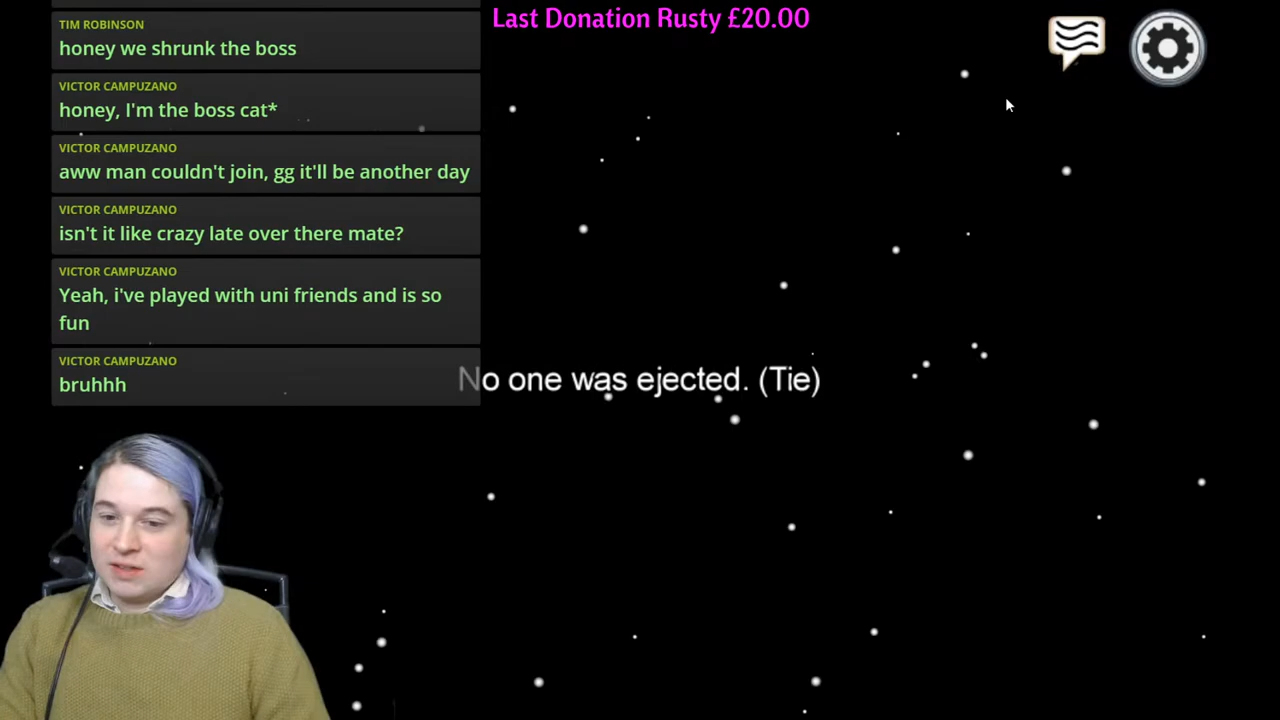 Last Donation Rusty £20.00
TIM ROBINSON
honey we shrunk the boss
VICTOR CAMPUZANO
honey, I'm the boss cat*
VICTOR CAMPUZANO
aww man couldn't join, gg it'll be another day
VICTOR CAMPUZANO
isn't it like crazy late over there mate?
VICTOR CAMPUZANO
Yeah, i've played with uni friends and is so
fun
VICTOR CAMPUZANO
bruhhh
No one was ejected. (Tie)